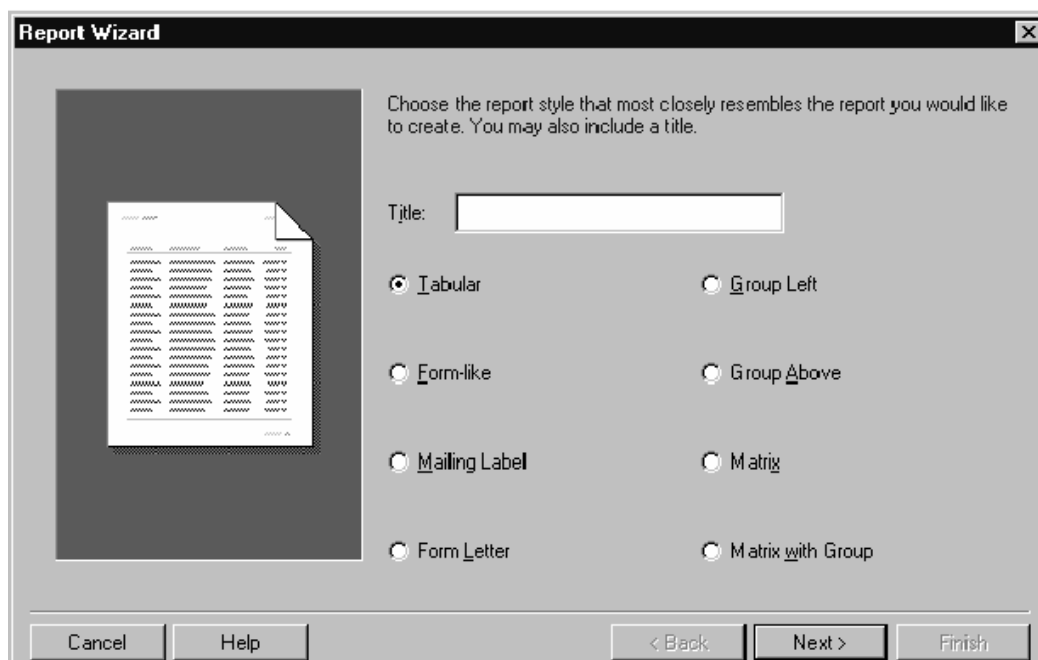 Report Wizard
Choose the report style that most closely resembles the report you would like
to create. You may also include a title.
Title:
Tabular
Group Left
Form-like
Group Above
Mailing Label
Matrix
Form Letter
Matrix with Group
Cancel
Help
< Back
Next >
Finish